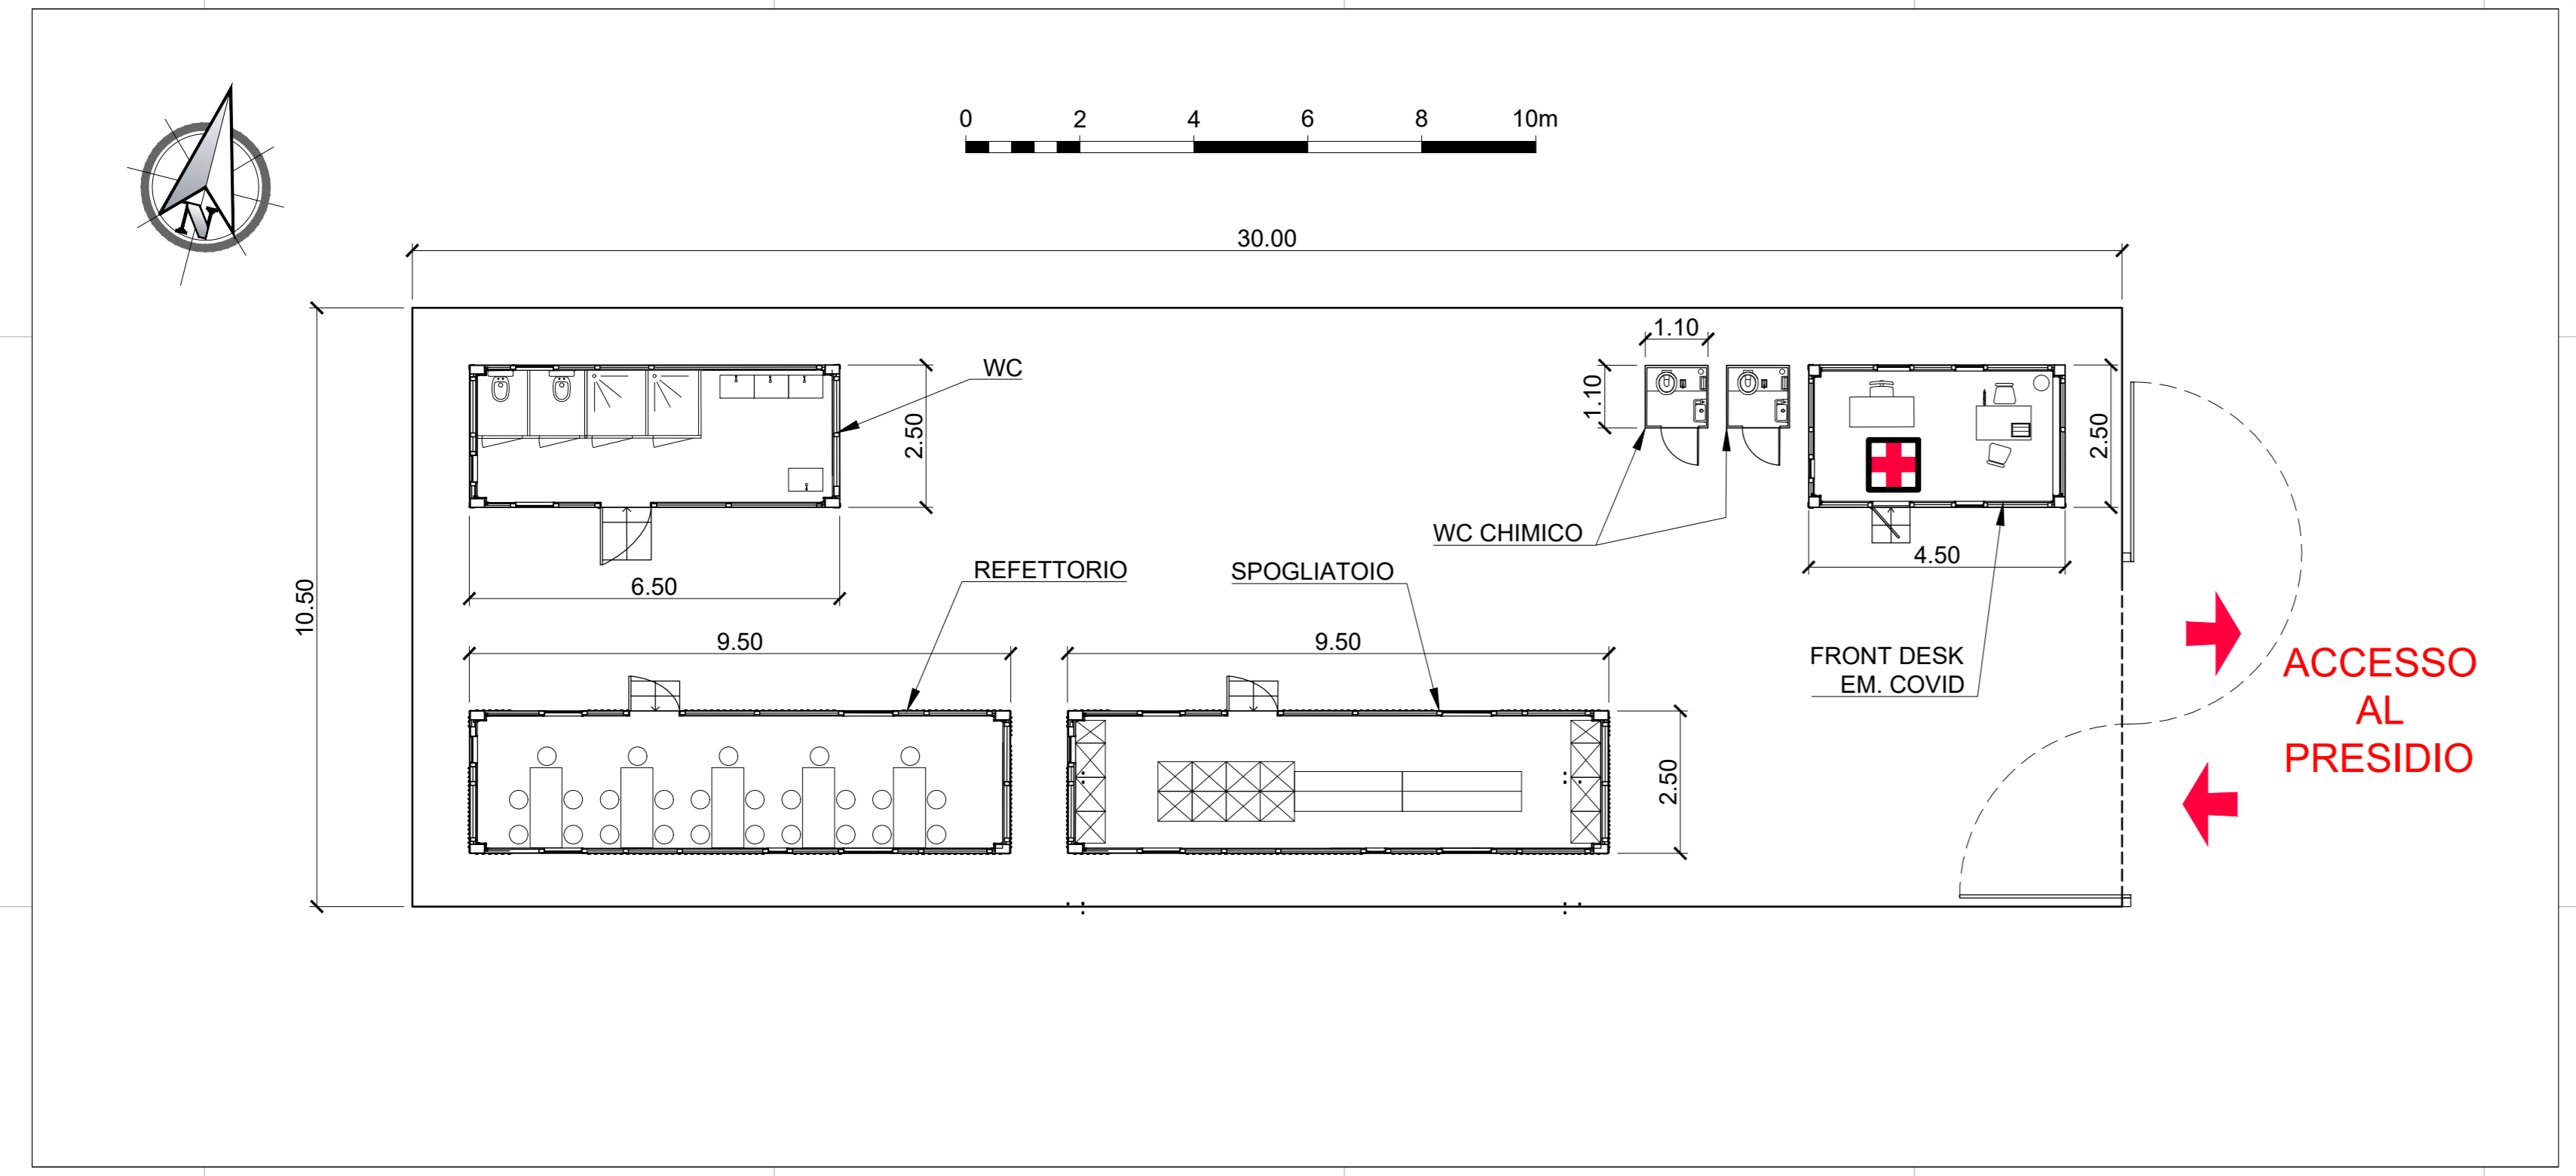 0 2 4 6 8 10m
N
30.00
1.10
1.10
WC
2.50
2.50
WC CHIMICO
4.50
REFETTORIO
SPOGLIATOIO
6.50
10.50
9.50
9.50
FRONT DESK
EM. COVID
ACCESSO
AL
PRESIDIO
2.50